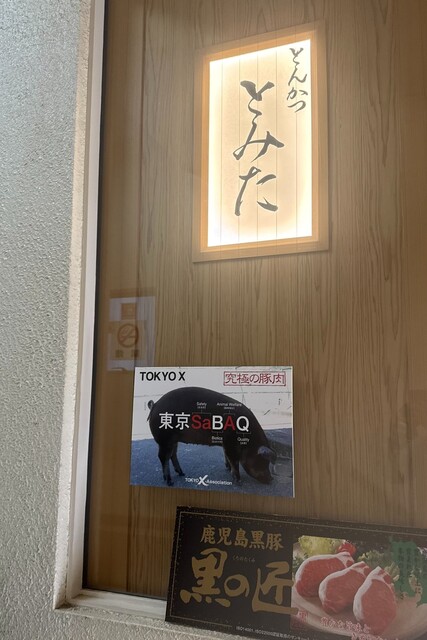 とんかつ
とみた
TOKYO X
究極の豚肉
Safety
Animal Welfare
東京SaBAQ
Biotics
Quality
TOKYO X-Association
鹿児島黒豚
黒の匠